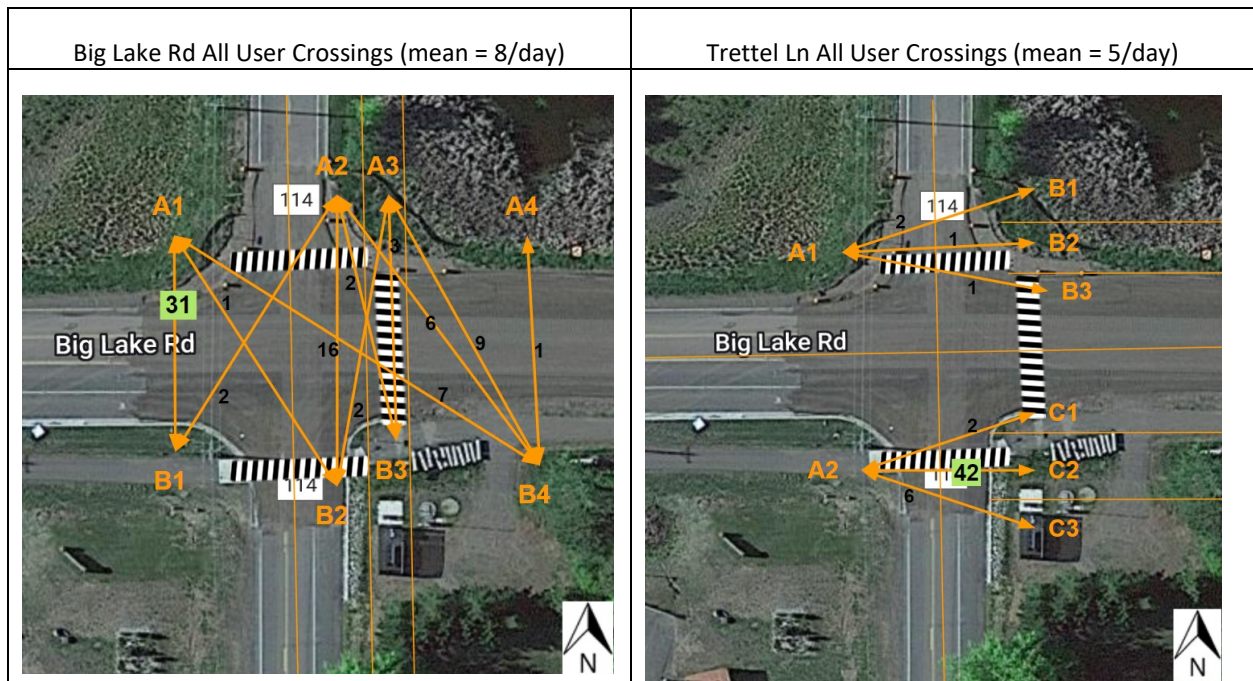 Big Lake Rd All User Crossings (mean = 8/day)
Trettel Ln All User Crossings (mean = 5/day)
A1
A2
A3
A4
114
3
1
2
31
6
9
1
16
Big Lake Rd
7
2
2
B1
B2
B3
B4
114
N
B1
2
114
A1
1
B2
1
B3
Big Lake Rd
2
C1
A2
42
C2
6
C3
N